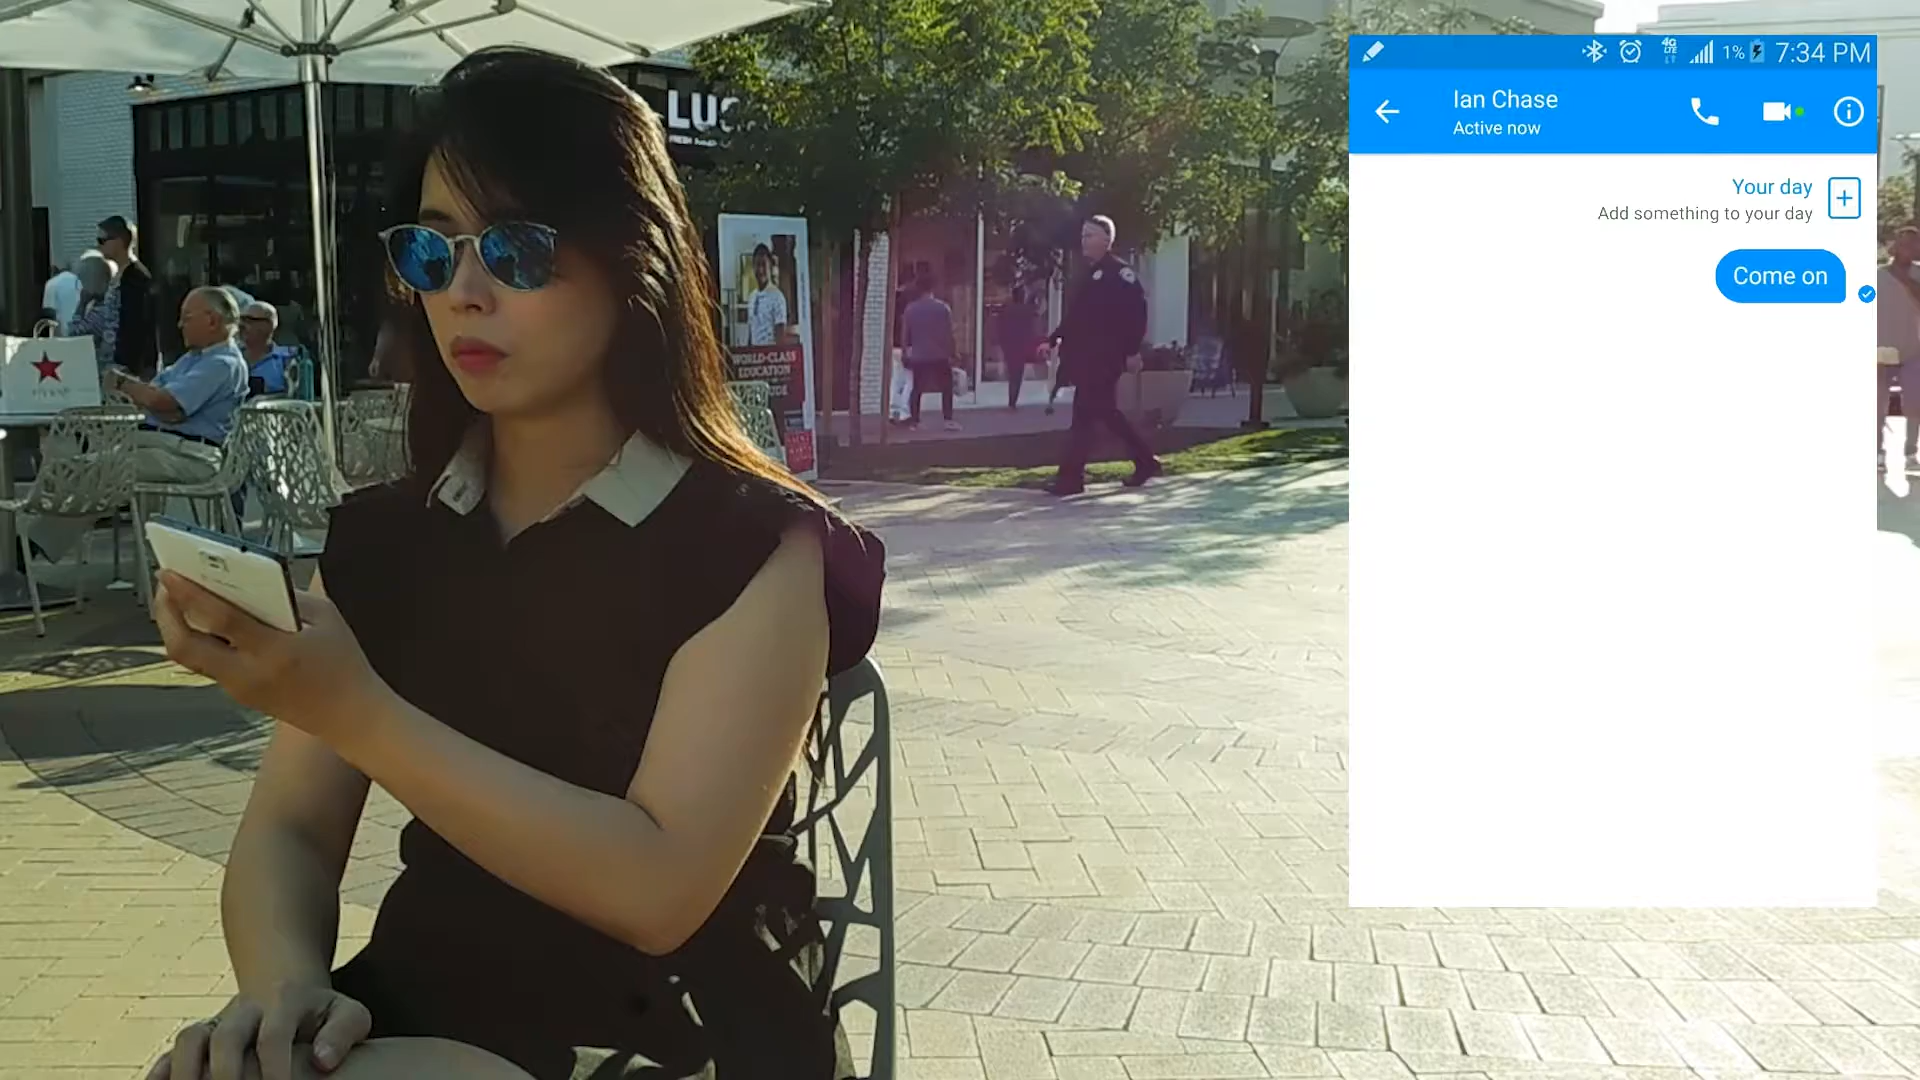 LUC
WORLD-CLASS
EDUCATION
1%
7:34 PM
Ian Chase
Active now
Your day
Add something to your day
Come on